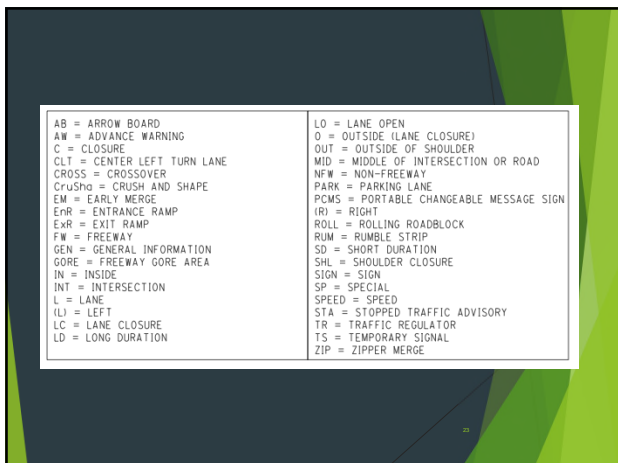 AB = ARROW BOARD
AW = ADVANCE WARNING
C = CLOSURE
CLT = CENTER LEFT TURN LANE
CROSS = CROSSOVER
CruSha = CRUSH AND SHAPE
EM = EARLY MERGE
EnR = ENTRANCE RAMP
ExR = EXIT RAMP
FW = FREEWAY
GEN = GENERAL INFORMATION
GORE = FREEWAY GORE AREA
IN = INSIDE
INT = INTERSECTION
L = LANE
(L) = LEFT
LC = LANE CLOSURE
LD = LONG DURATION
LO = LANE OPEN
O = OUTSIDE (LANE CLOSURE)
OUT = OUTSIDE OF SHOULDER
MID = MIDDLE OF INTERSECTION OR ROAD
NFW = NON-FREEWAY
PARK = PARKING LANE
PCMS = PORTABLE CHANGEABLE MESSAGE SIGN
(R) = RIGHT
ROLL = ROLLING ROADBLOCK
RUM = RUMBLE STRIP
SD = SHORT DURATION
SHL = SHOULDER CLOSURE
SIGN = SIGN
SP = SPECIAL
SPEED = SPEED
STA = STOPPED TRAFFIC ADVISORY
TR = TRAFFIC REGULATOR
TS = TEMPORARY SIGNAL
ZIP = ZIPPER MERGE
25